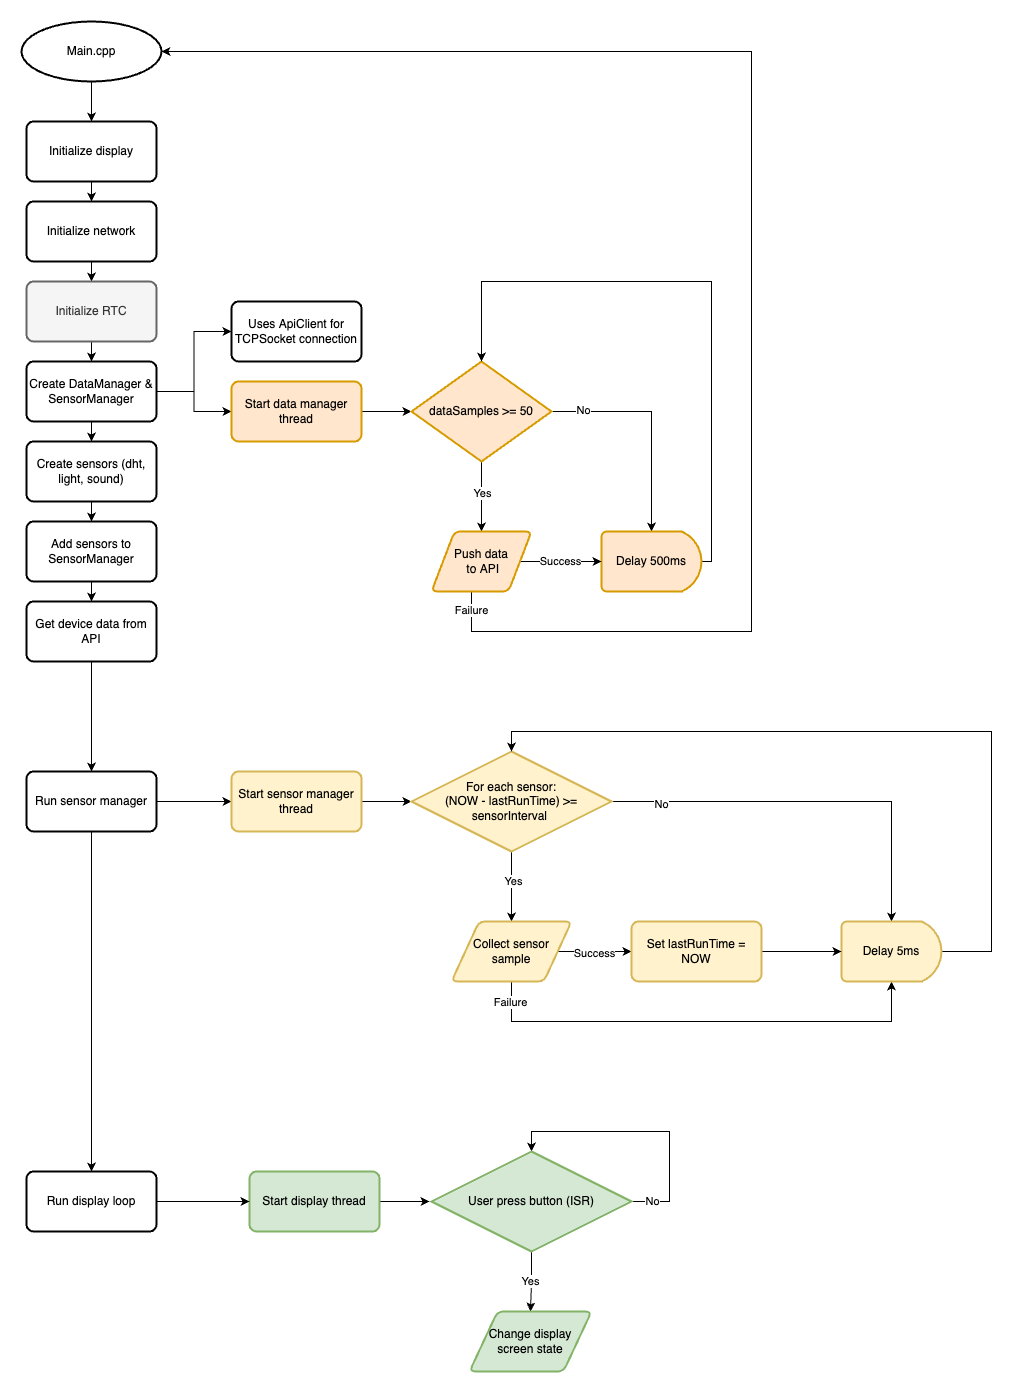 Main.cpp
Initialize display
Initialize network
Initialize RTC
Uses ApiClient for
TCPSocket connection
Create DataManager &
SensorManager
Start data manager
thread
dataSamples >= 50
No
Yes
Create sensors (dht,
light, sound)
Add sensors to
SensorManager
Push data
to API
Success
Delay 500ms
Failure
Get device data from
API
Run sensor manager
Start sensor manager
thread
For each sensor:
(NOW - lastRunTime) >=
sensorInterval
No
Yes
Collect sensor
sample
Success
Set lastRunTime =
NOW
Delay 5ms
Failure
Run display loop
Start display thread
User press button (ISR)
No
Yes
Change display
screen state